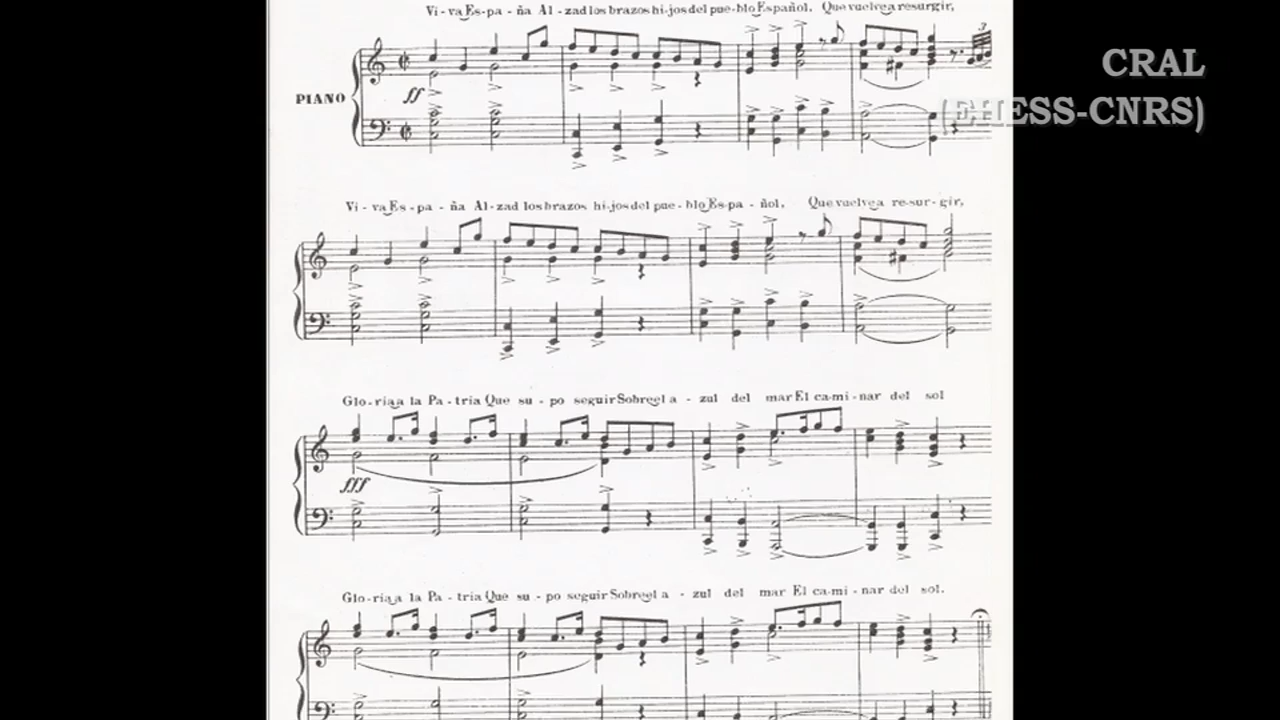 Vi - va Es - pa - ña Al - zad los brazos hi - jos del pue - blo Español. Que vuelve a resurgir,
CRAL
(EHESS-CNRS)
PIANO
ff
3
Vi - va Es - pa - ña Al - zad los brazos hi - jos del pue - blo Es - pa - ñol. Que vuelve a re - sur - gir,
Glo - ria a la Pa - tria Que su - po seguir Sobre el a - zul del mar El ca - mi - nar del sol
fff
Glo - ria a la Pa - tria Que su - po seguir Sobre el a - zul del mar El ca - mi - nar del sol.